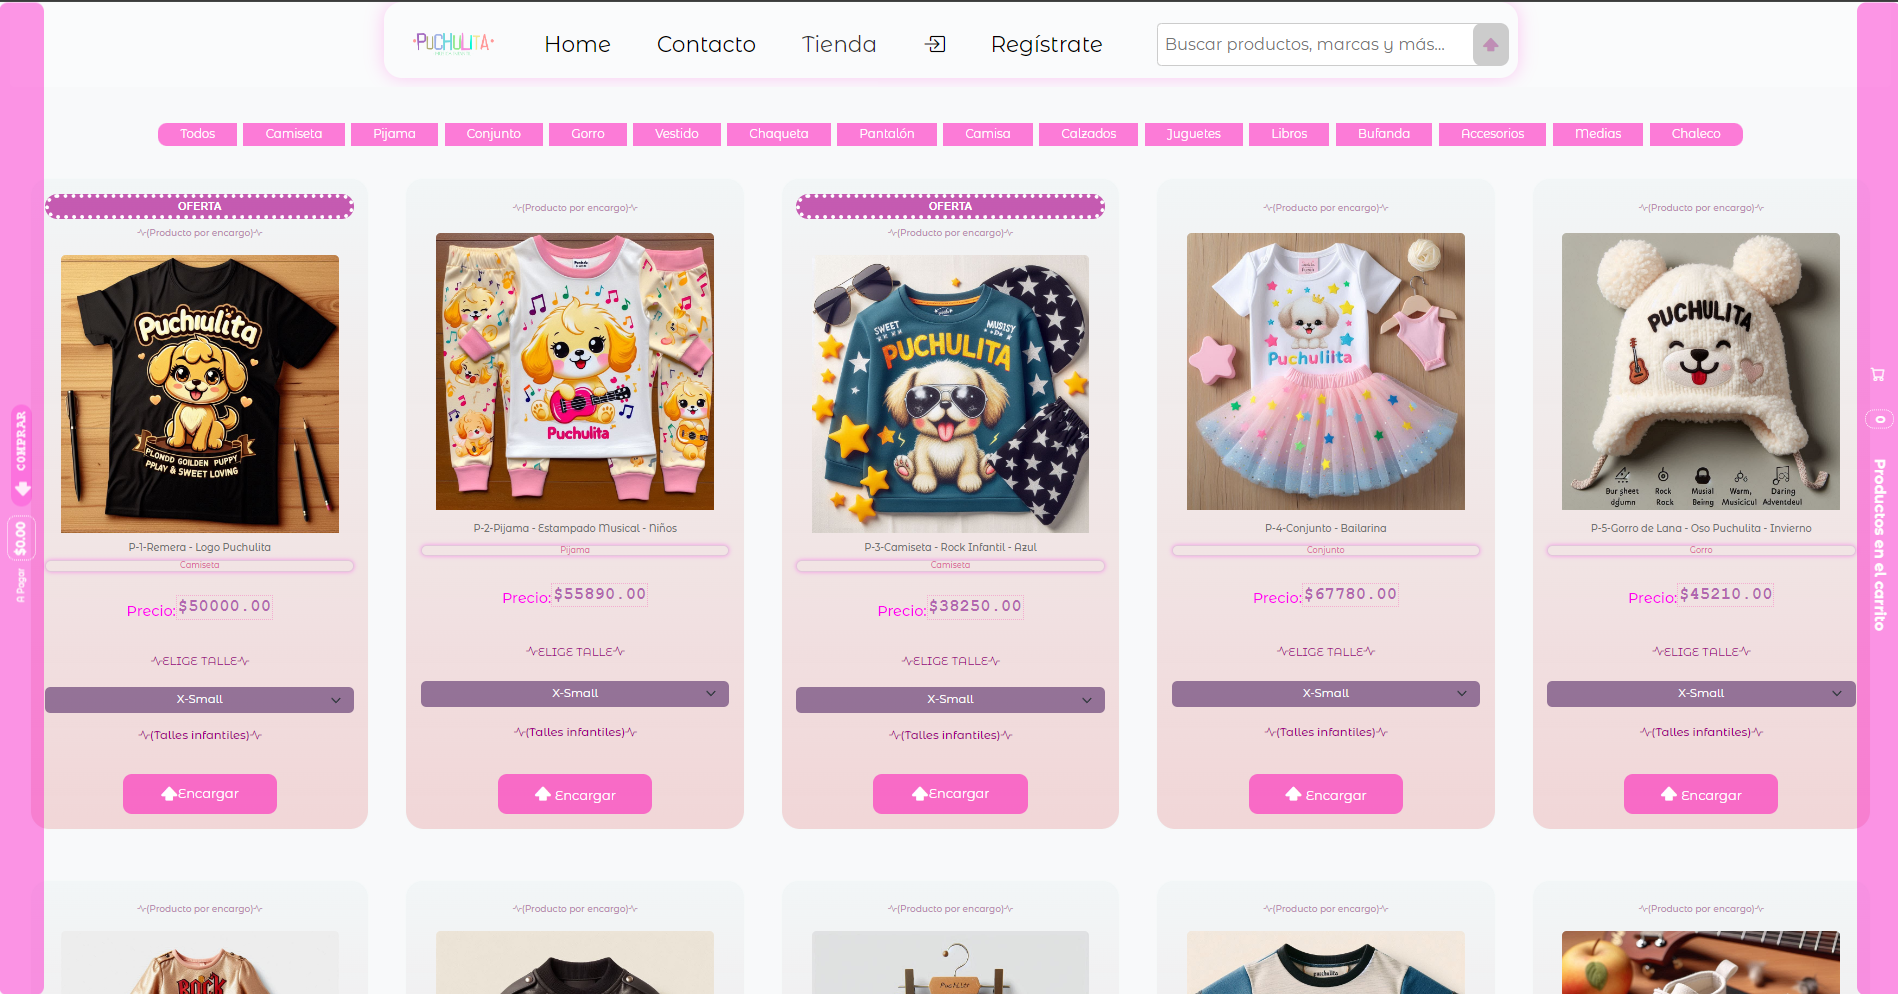 PUCHULITA
Home
Contacto
Tienda
Regístrate
Buscar productos, marcas y más...
Todos
Camiseta
Pijama
Conjunto
Gorro
Vestido
Chaqueta
Pantalón
Camisa
Calzados
Juguetes
Libros
Bufanda
Accesorios
Medias
Chaleco
COMPRAR
$0.00
A Pagar
0
Productos en el carrito
OFERTA
(Producto por encargo)
Puchiulita
PLONDD GOILDEN PUPPY
PPLAY & SWEET LOVING
P-1-Remera - Logo Puchulita
Camiseta
Precio:$50000.00
ELIGE TALLE
X-Small
(Talles infantiles)
Encargar
(Producto por encargo)
Puchulita
P-2-Pijama - Estampado Musical - Niños
Pijama
Precio:$55890.00
ELIGE TALLE
X-Small
(Talles infantiles)
Encargar
OFERTA
(Producto por encargo)
SWEET
MUSISY
PUCHULITA
P-3-Camiseta - Rock Infantil - Azul
Camiseta
Precio:$38250.00
ELIGE TALLE
X-Small
(Talles infantiles)
Encargar
(Producto por encargo)
Puchuliita
P-4-Conjunto - Bailarina
Conjunto
Precio:$67780.00
ELIGE TALLE
X-Small
(Talles infantiles)
Encargar
(Producto por encargo)
PUCHULITA
Bur sheet
Rock
Musial
Warm,
Daring
dgumn
Rock
Being
Musicicul
Adventdeul
P-5-Gorro de Lana - Oso Puchulita - Invierno
Gorro
Precio:$45210.00
ELIGE TALLE
X-Small
(Talles infantiles)
Encargar
(Producto por encargo)
ROCK
(Producto por encargo)
(Producto por encargo)
(Producto por encargo)
puchulita
(Producto por encargo)